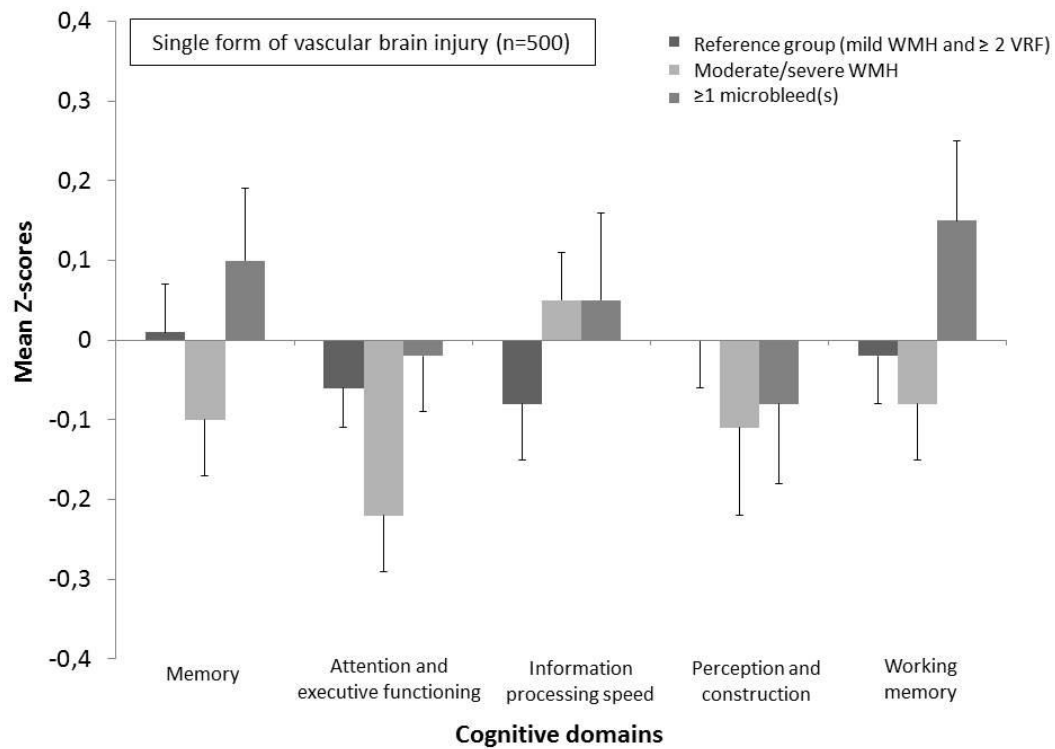 Single form of vascular brain injury (n=500)
Reference group (mild WMH and ≥ 2 VRF)
Moderate/severe WMH
≥1 microbleed(s)
Mean Z-scores
0,4
0,3
0,2
0,1
0
-0,1
-0,2
-0,3
-0,4
Memory
Attention and
executive functioning
Information
processing speed
Perception and
construction
Working
memory
Cognitive domains